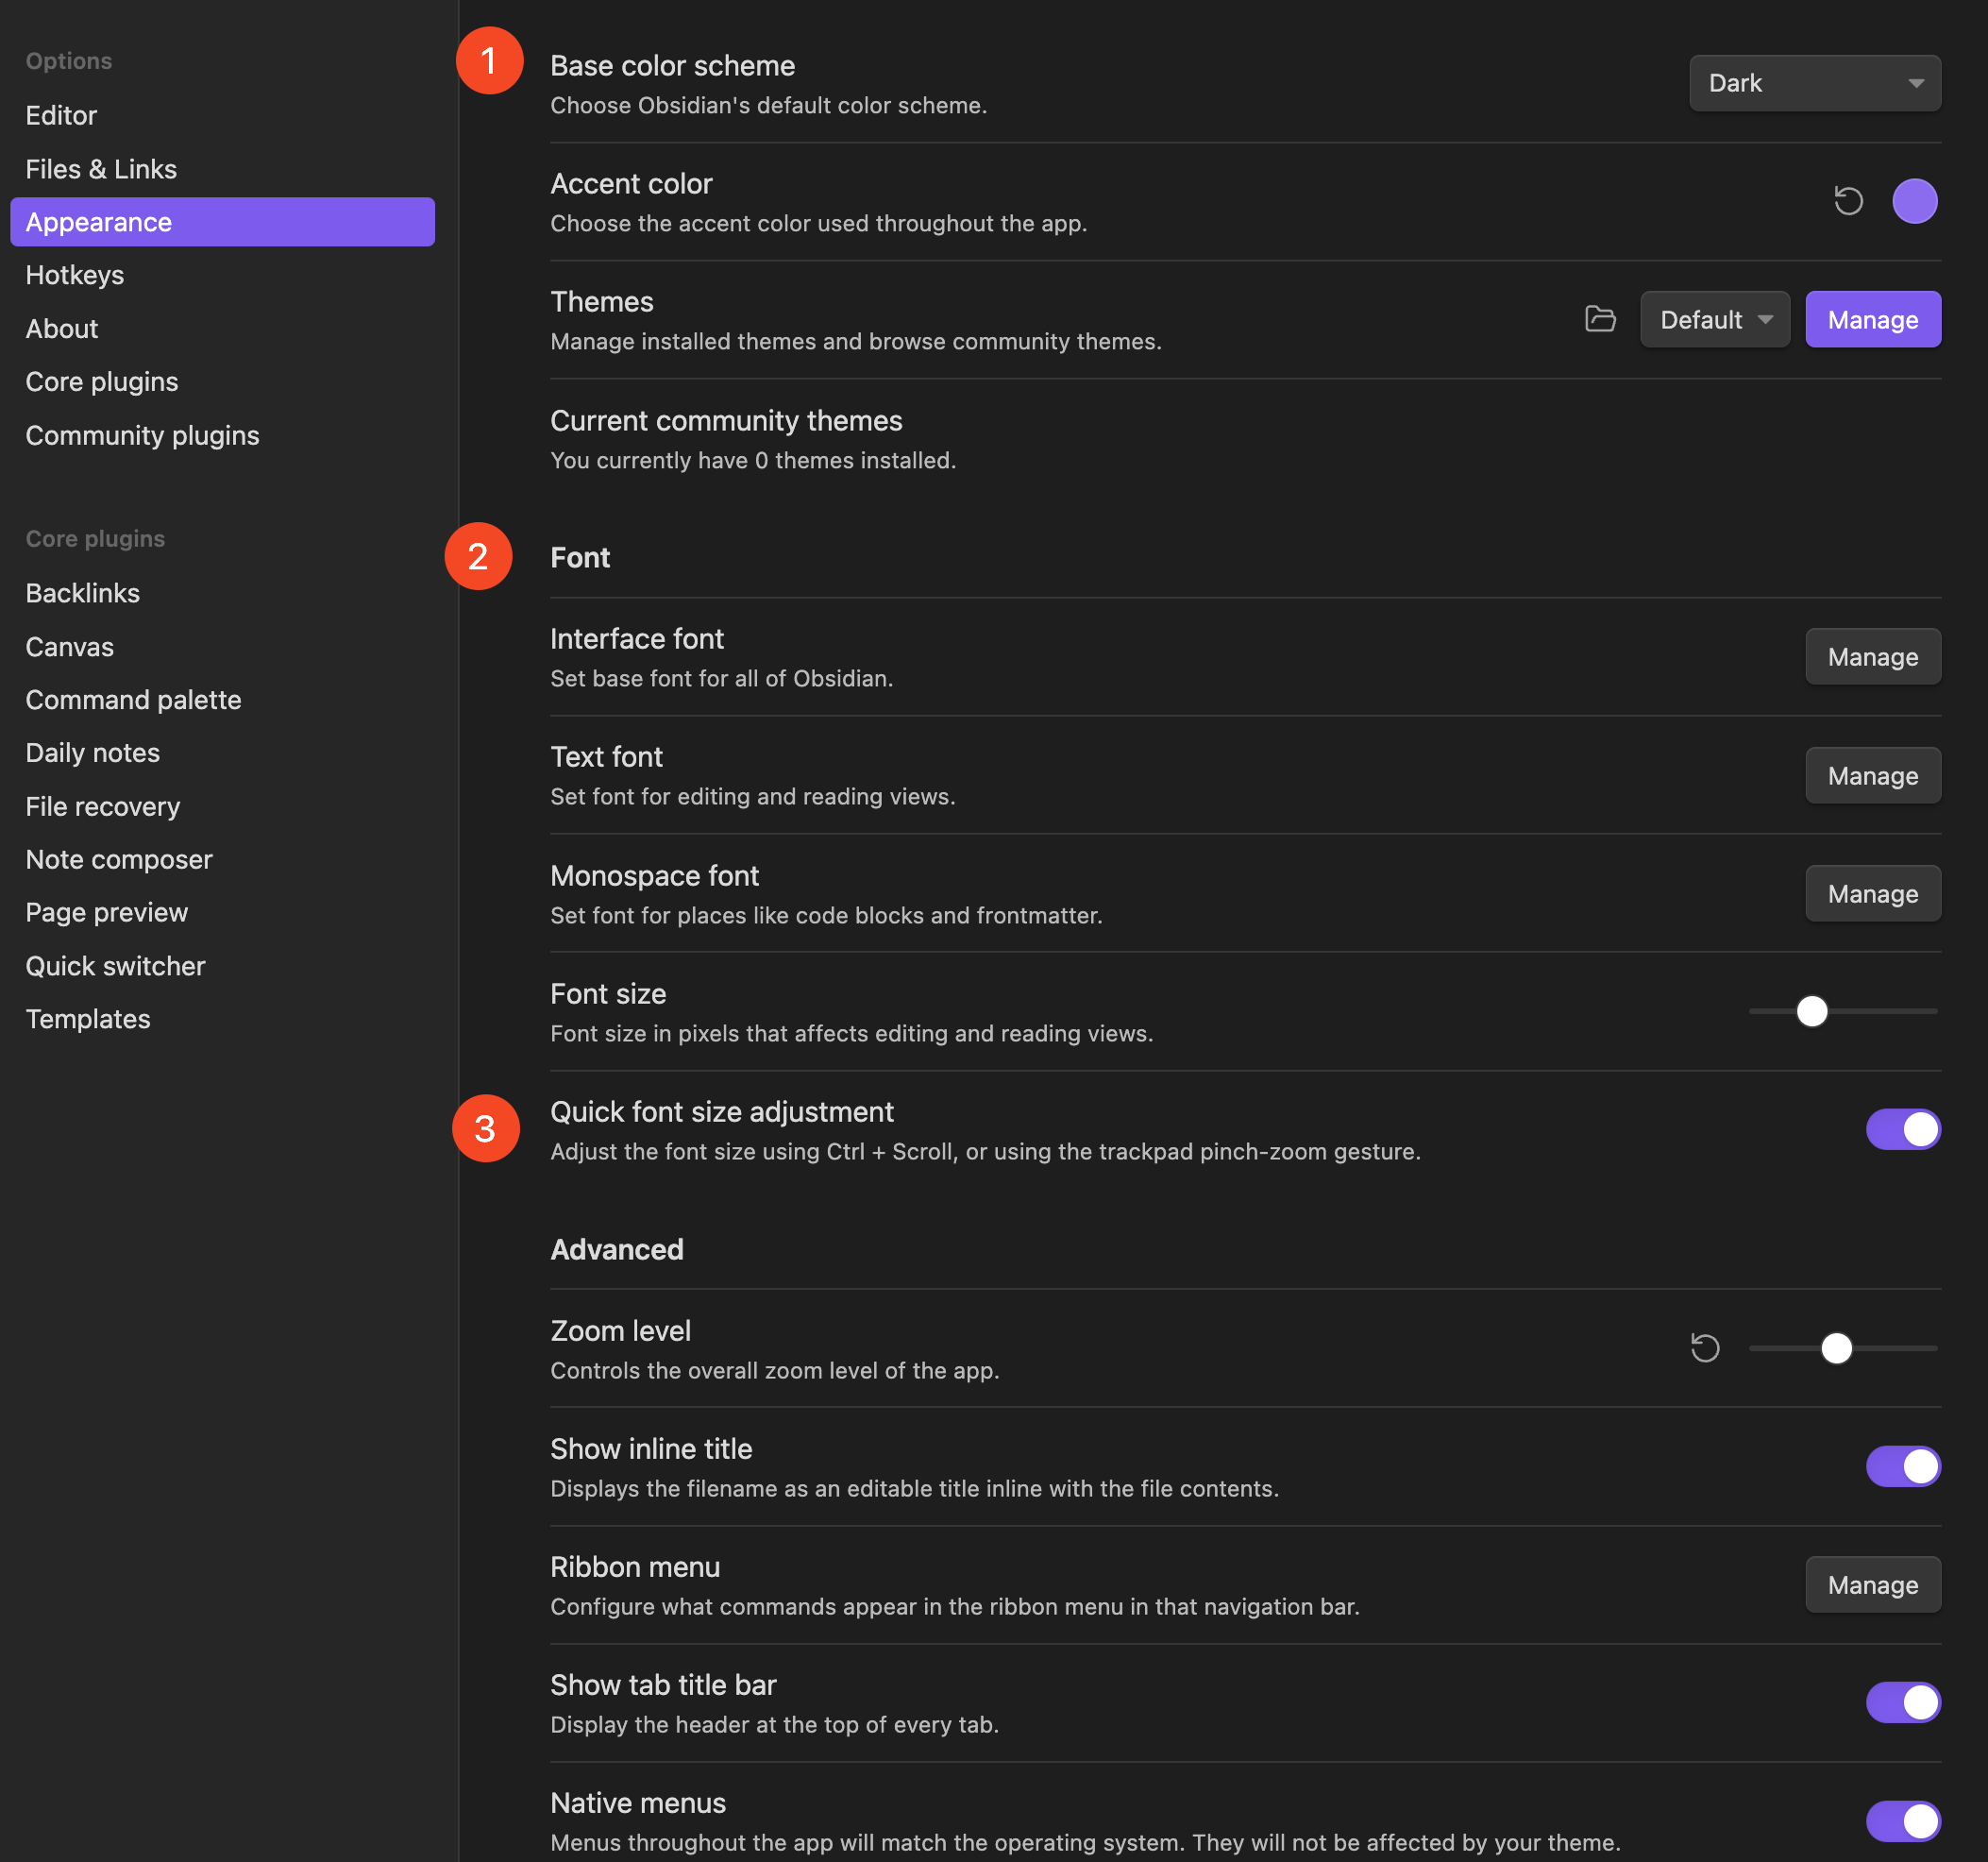 Options
Editor
Files & Links
Appearance
Hotkeys
About
Core plugins
Community plugins
Core plugins
Backlinks
Canvas
Command palette
Daily notes
File recovery
Note composer
Page preview
Quick switcher
Templates
1
Base color scheme
Choose Obsidian's default color scheme.
Dark
Accent color
Choose the accent color used throughout the app.
Themes
Manage installed themes and browse community themes.
Default
Manage
Current community themes
You currently have 0 themes installed.
2
Font
Interface font
Set base font for all of Obsidian.
Manage
Text font
Set font for editing and reading views.
Manage
Monospace font
Set font for places like code blocks and frontmatter.
Manage
Font size
Font size in pixels that affects editing and reading views.
3
Quick font size adjustment
Adjust the font size using Ctrl + Scroll, or using the trackpad pinch-zoom gesture.
Advanced
Zoom level
Controls the overall zoom level of the app.
Show inline title
Displays the filename as an editable title inline with the file contents.
Ribbon menu
Configure what commands appear in the ribbon menu in that navigation bar.
Manage
Show tab title bar
Display the header at the top of every tab.
Native menus
Menus throughout the app will match the operating system. They will not be affected by your theme.